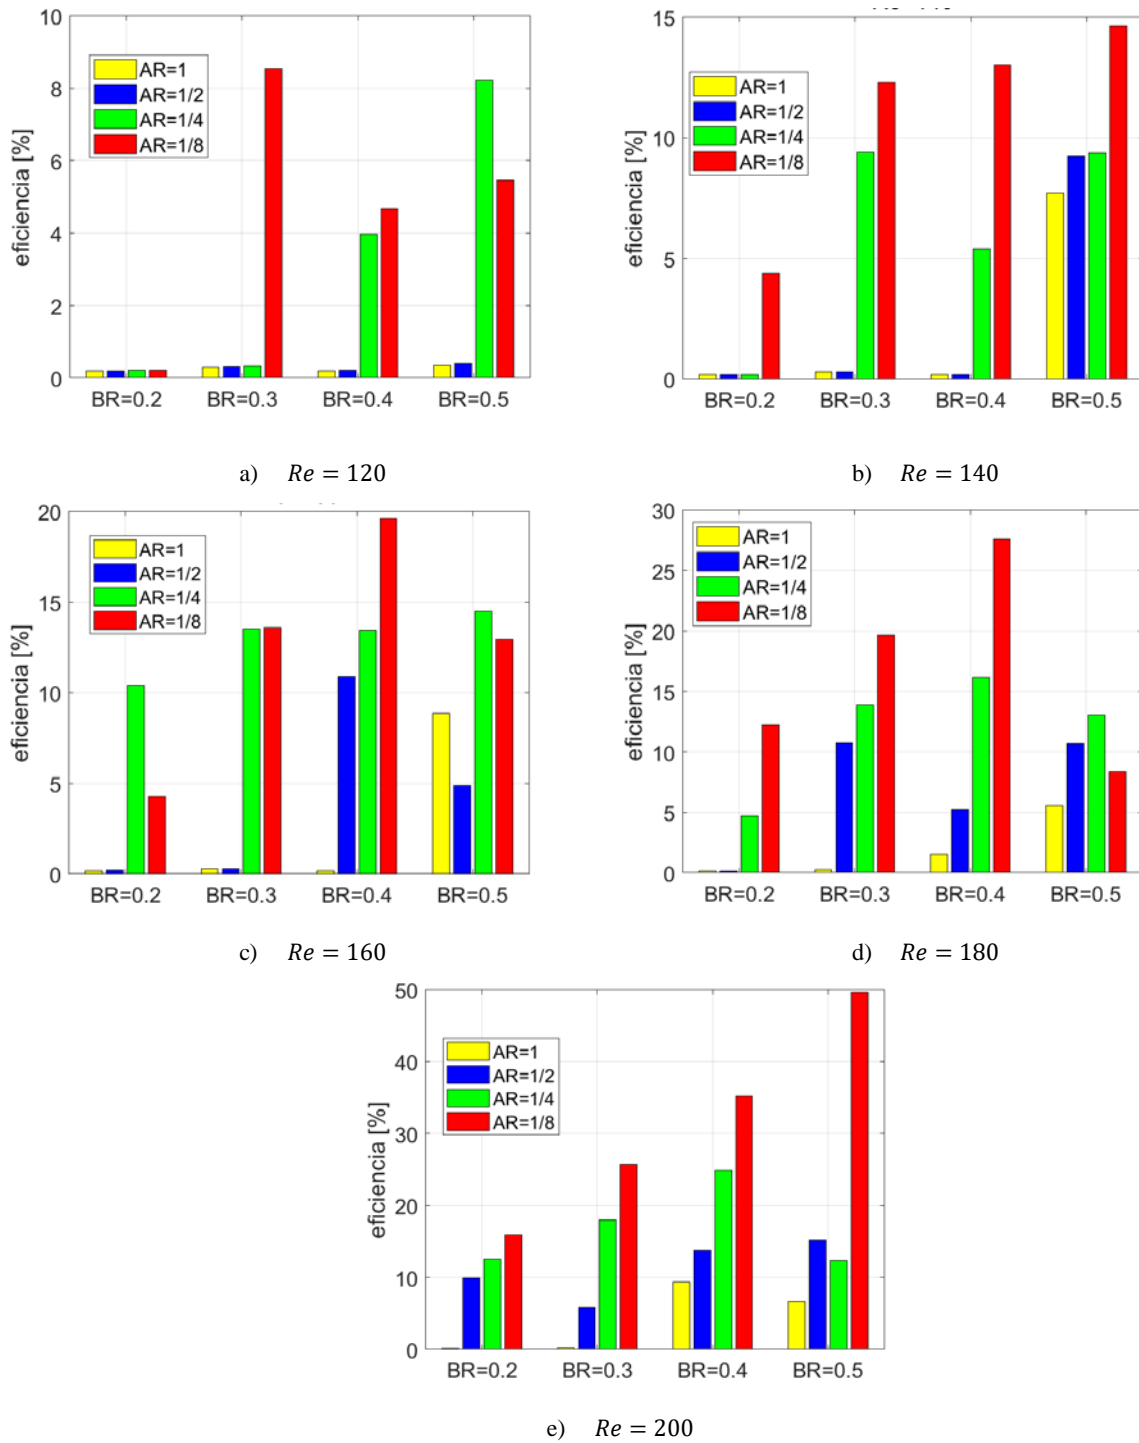 10
8
6
4
2
0
eficiencia [%]
AR=1
AR=1/2
AR=1/4
AR=1/8
BR=0.2 BR=0.3 BR=0.4 BR=0.5
a) Re = 120
15
10
5
0
eficiencia [%]
AR=1
AR=1/2
AR=1/4
AR=1/8
BR=0.2 BR=0.3 BR=0.4 BR=0.5
b) Re = 140
20
15
10
5
0
eficiencia [%]
AR=1
AR=1/2
AR=1/4
AR=1/8
BR=0.2 BR=0.3 BR=0.4 BR=0.5
c) Re = 160
30
25
20
15
10
5
0
eficiencia [%]
AR=1
AR=1/2
AR=1/4
AR=1/8
BR=0.2 BR=0.3 BR=0.4 BR=0.5
d) Re = 180
50
40
30
20
10
0
eficiencia [%]
AR=1
AR=1/2
AR=1/4
AR=1/8
BR=0.2 BR=0.3 BR=0.4 BR=0.5
e) Re = 200